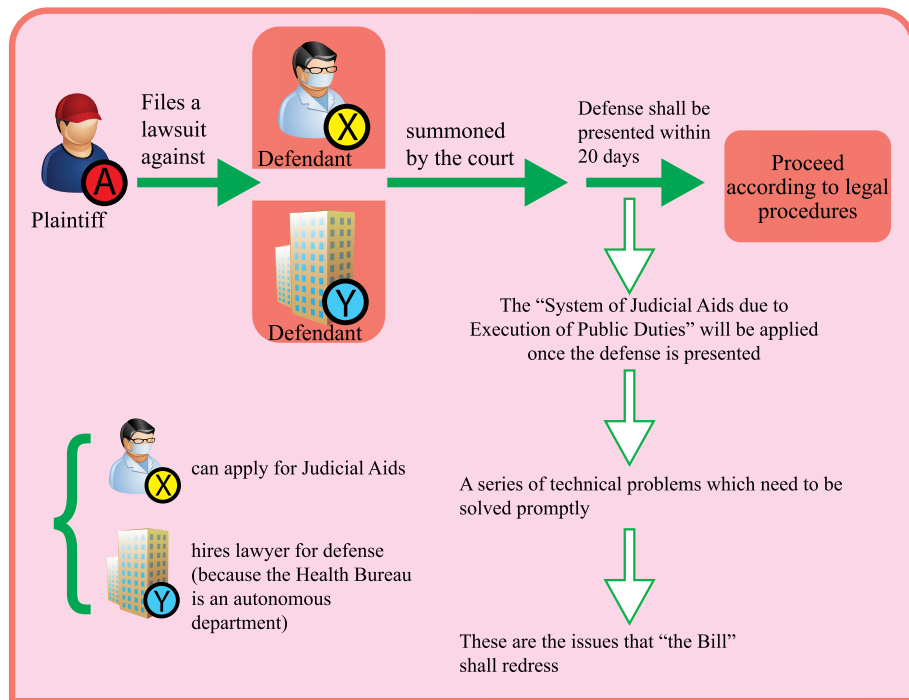 Files a
lawsuit
against
A
Plaintiff
X
Defendant
Y
Defendant
summoned
by the court
Defense shall be
presented within
20 days
Proceed
according to legal
procedures
The “System of Judicial Aids due to
Execution of Public Duties” will be applied
once the defense is presented
A series of technical problems which need to be
solved promptly
These are the issues that “the Bill”
shall redress
X
can apply for Judicial Aids
Y
hires lawyer for defense
(because the Health Bureau
is an autonomous
department)